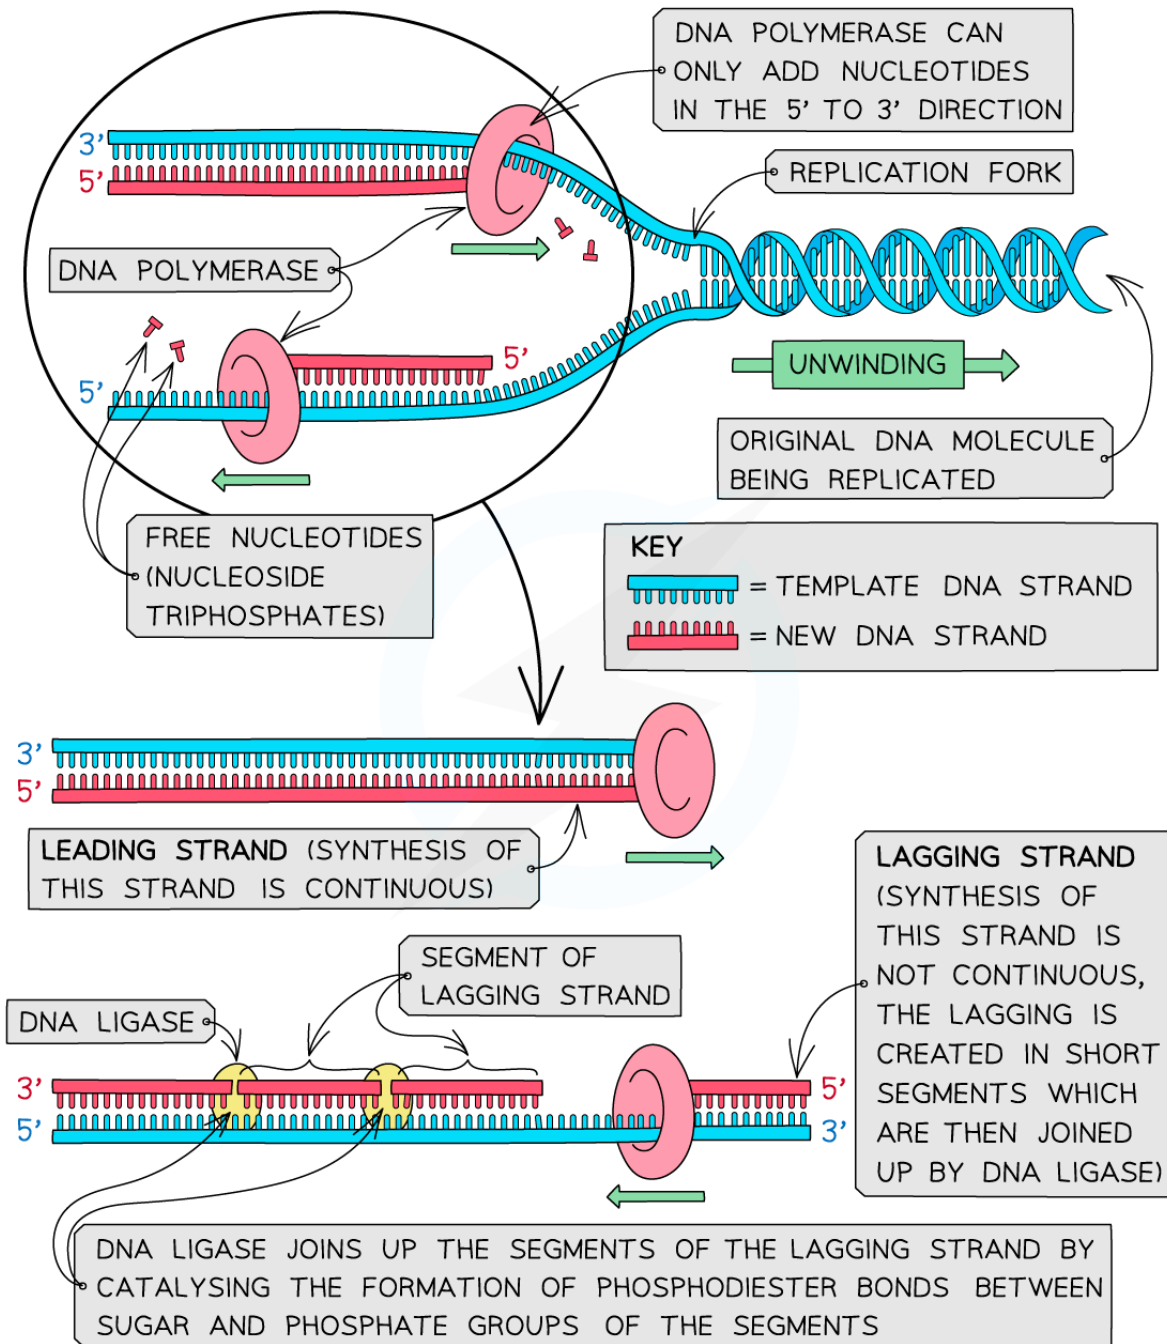 DNA POLYMERASE CAN
ONLY ADD NUCLEOTIDES
IN THE 5' TO 3' DIRECTION
3'
5'
REPLICATION FORK
DNA POLYMERASE
5'
5'
UNWINDING
ORIGINAL DNA MOLECULE
BEING REPLICATED
FREE NUCLEOTIDES
(NUCLEOSIDE
TRIPHOSPHATES)
KEY
= TEMPLATE DNA STRAND
= NEW DNA STRAND
3'
5'
LEADING STRAND (SYNTHESIS OF
THIS STRAND IS CONTINUOUS)
LAGGING STRAND
(SYNTHESIS OF
THIS STRAND IS
NOT CONTINUOUS,
THE LAGGING IS
CREATED IN SHORT
SEGMENTS WHICH
ARE THEN JOINED
UP BY DNA LIGASE)
SEGMENT OF
LAGGING STRAND
DNA LIGASE
3'
5'
5'
3'
DNA LIGASE JOINS UP THE SEGMENTS OF THE LAGGING STRAND BY
CATALYSING THE FORMATION OF PHOSPHODIESTER BONDS BETWEEN
SUGAR AND PHOSPHATE GROUPS OF THE SEGMENTS